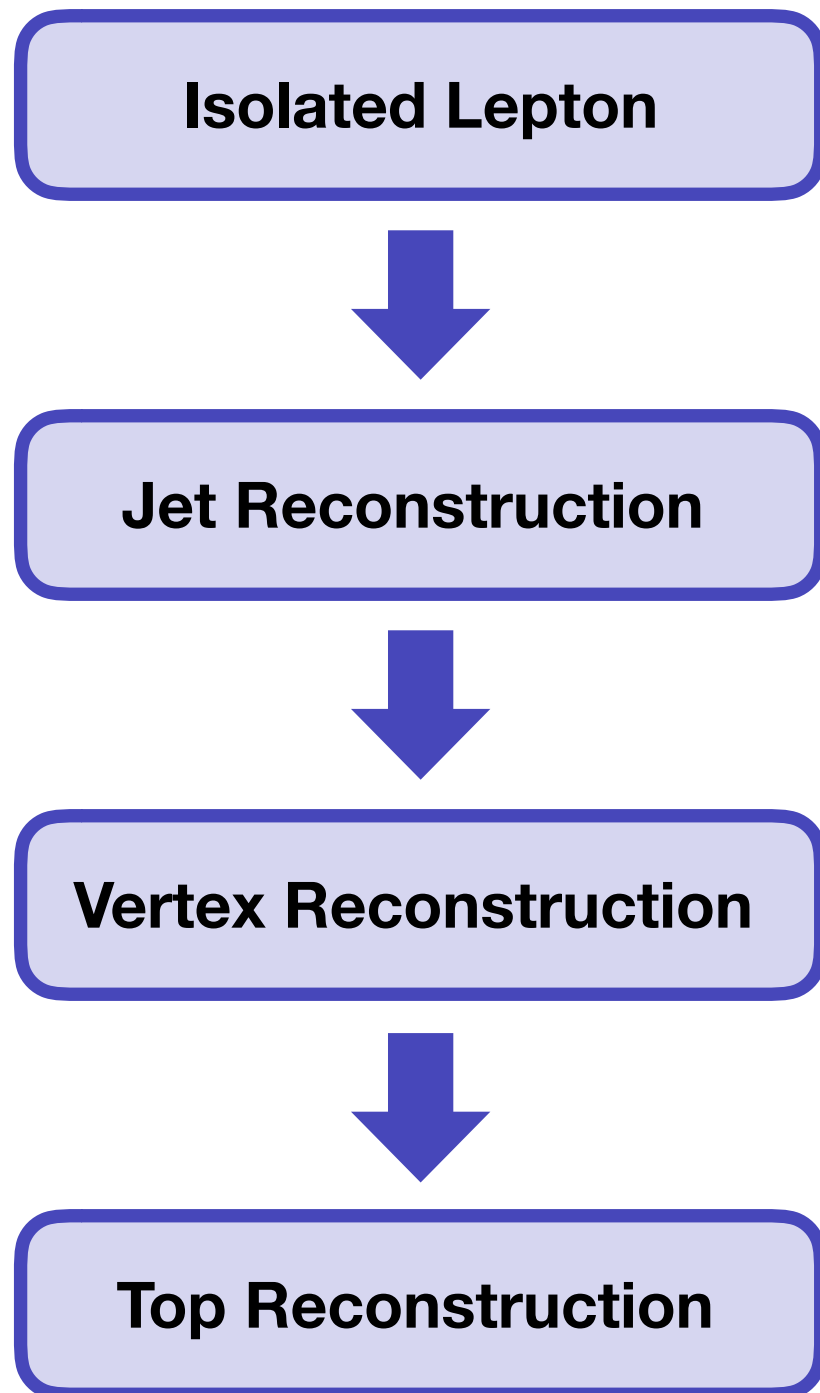 Isolated Lepton
Jet Reconstruction
Vertex Reconstruction
Top Reconstruction